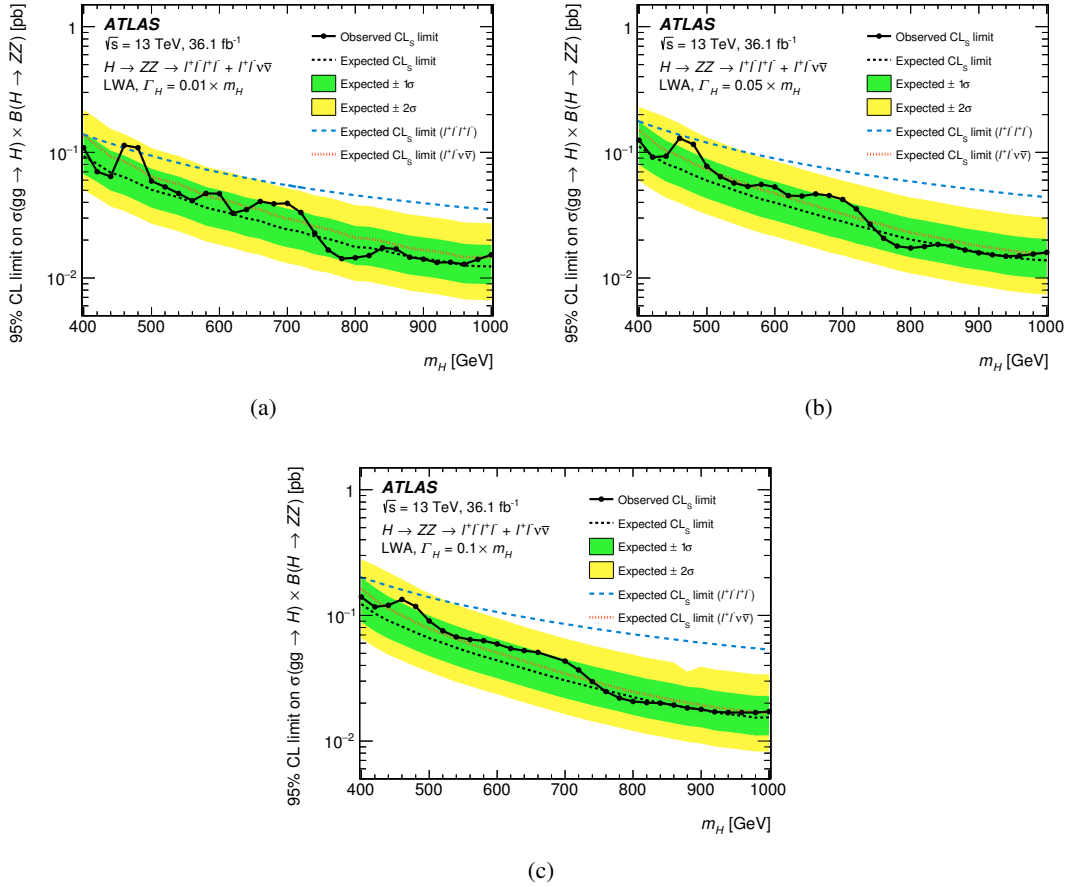 95% CL limit on σ(gg → H) × B(H → ZZ) [pb]
1
10⁻¹
10⁻²
ATLAS
√s = 13 TeV, 36.1 fb⁻¹
H → ZZ → l⁺l⁻l⁺l⁻ + l⁺l⁻νν̄
LWA, Γ_H = 0.01 × m_H
Observed CL_s limit
Expected CL_s limit
Expected ± 1σ
Expected ± 2σ
Expected CL_s limit (l⁺l⁻l⁺l⁻)
Expected CL_s limit (l⁺l⁻νν̄)
400 500 600 700 800 900 1000
m_H [GeV]
(a)
95% CL limit on σ(gg → H) × B(H → ZZ) [pb]
1
10⁻¹
10⁻²
ATLAS
√s = 13 TeV, 36.1 fb⁻¹
H → ZZ → l⁺l⁻l⁺l⁻ + l⁺l⁻νν̄
LWA, Γ_H = 0.05 × m_H
Observed CL_s limit
Expected CL_s limit
Expected ± 1σ
Expected ± 2σ
Expected CL_s limit (l⁺l⁻l⁺l⁻)
Expected CL_s limit (l⁺l⁻νν̄)
400 500 600 700 800 900 1000
m_H [GeV]
(b)
95% CL limit on σ(gg → H) × B(H → ZZ) [pb]
1
10⁻¹
10⁻²
ATLAS
√s = 13 TeV, 36.1 fb⁻¹
H → ZZ → l⁺l⁻l⁺l⁻ + l⁺l⁻νν̄
LWA, Γ_H = 0.1 × m_H
Observed CL_s limit
Expected CL_s limit
Expected ± 1σ
Expected ± 2σ
Expected CL_s limit (l⁺l⁻l⁺l⁻)
Expected CL_s limit (l⁺l⁻νν̄)
400 500 600 700 800 900 1000
m_H [GeV]
(c)